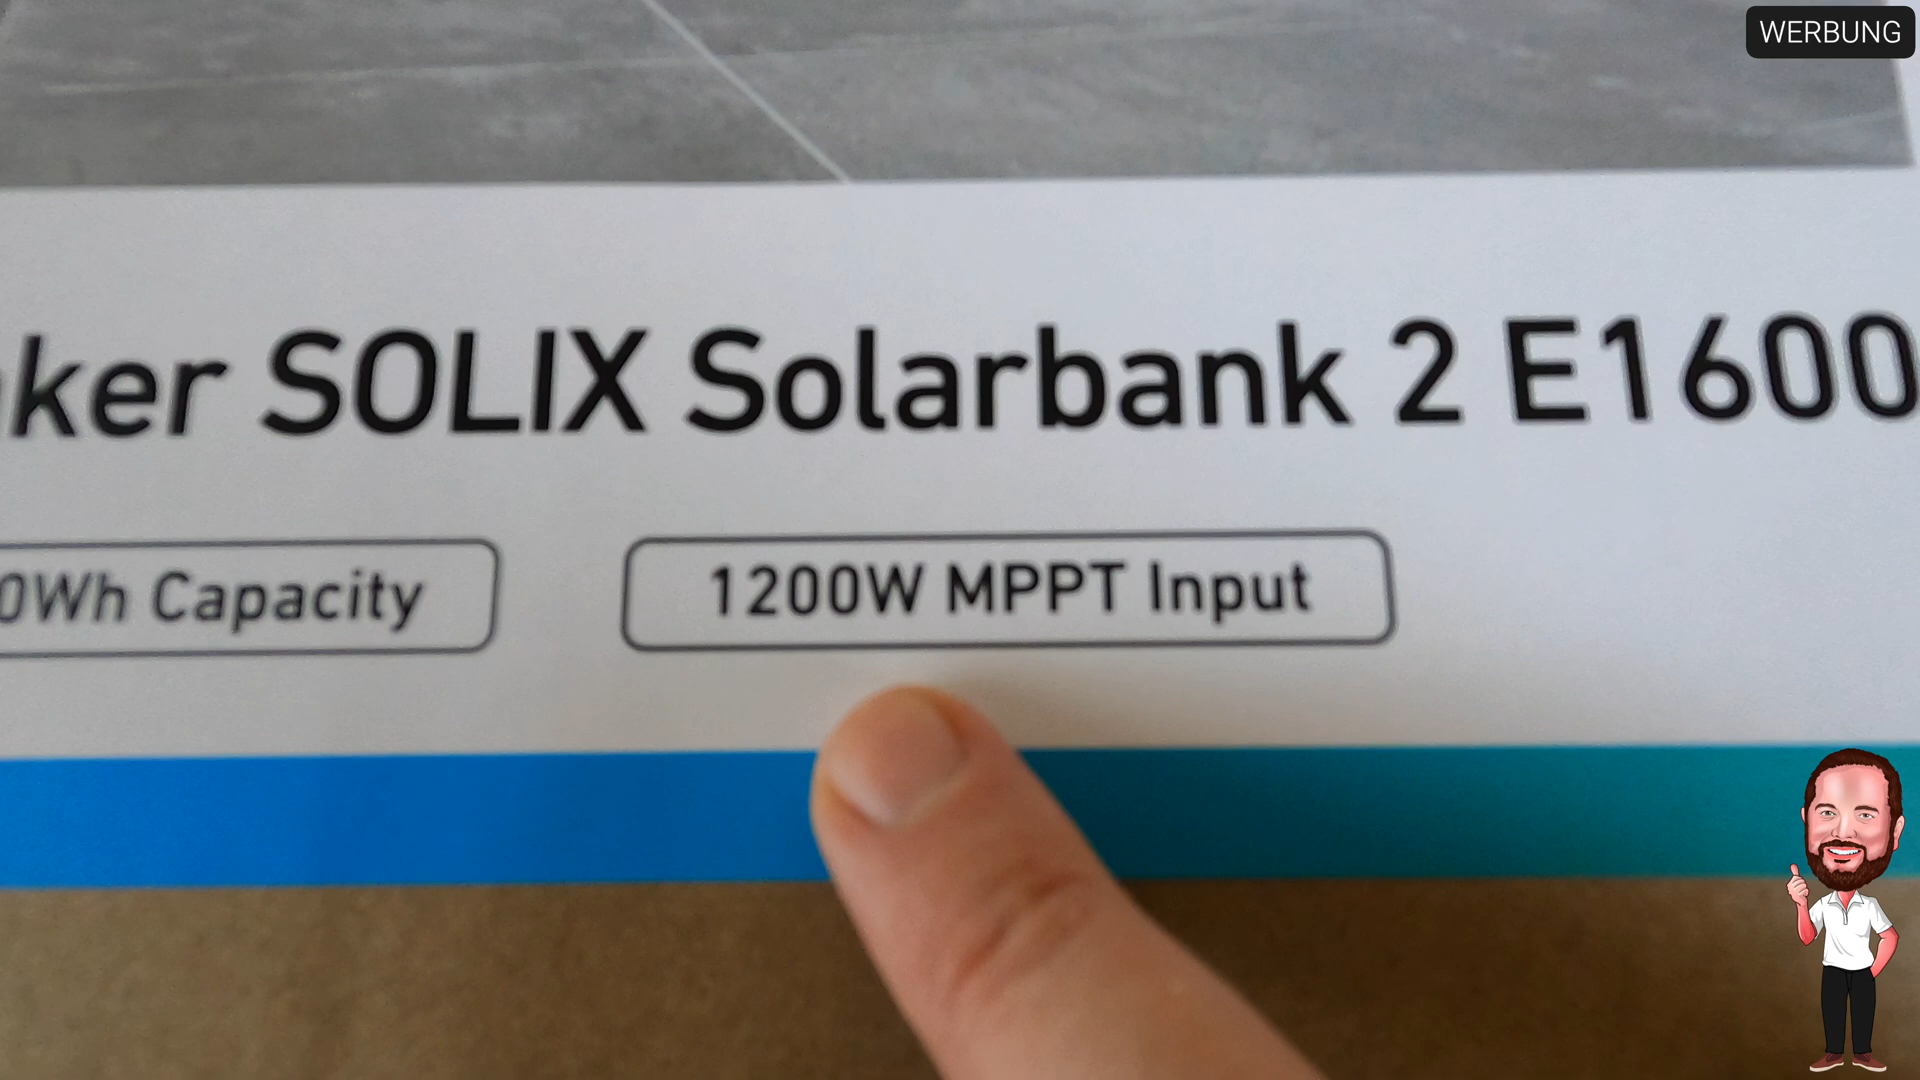 WERBUNG
ker SOLIX Solarbank 2 E1600
0Wh Capacity
1200W MPPT Input